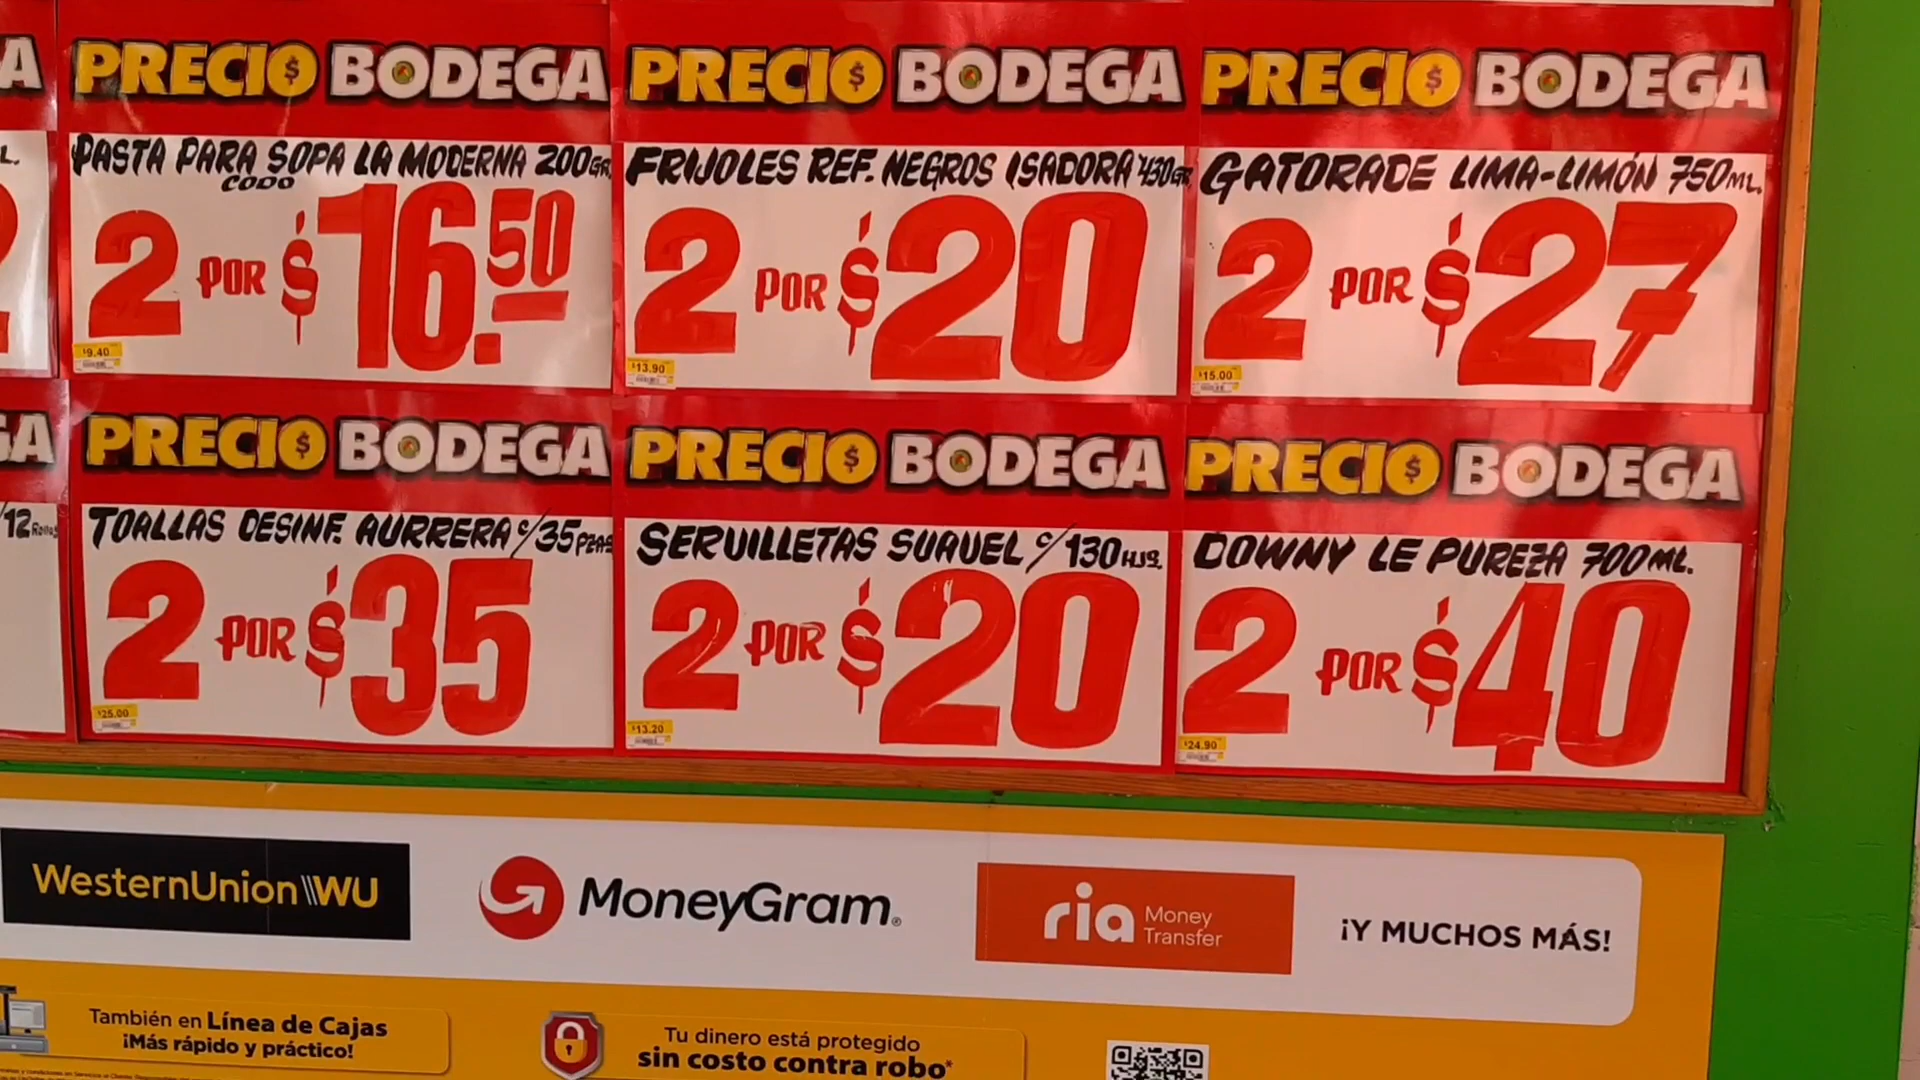 A
PRECIO BODEGA
PRECIO BODEGA
PRECIO BODEGA
L.
PASTA PARA SOPA LA MODERNA 200GR.
CODO
2 POR $16.50
$9.40
FRIJOLES REF. NEGROS ISADORA 430GR.
2 POR $20
$13.90
GATORADE LIMA-LIMÓN 750ML.
2 POR $27
$15.00
GA
PRECIO BODEGA
PRECIO BODEGA
PRECIO BODEGA
/12 Rollos
TOALLAS DESINF. AURRERA C/35PZAS
2 POR $35
$25.00
SERVILLETAS SUAVEL C/130HJS.
2 POR $20
$13.20
DOWNY LE PUREZA 700ML.
2 POR $40
$24.90
WesternUnion WU
MoneyGram®
ria Money
Transfer
¡Y MUCHOS MÁS!
También en Línea de Cajas
¡Más rápido y práctico!
Tu dinero está protegido
sin costo contra robo*